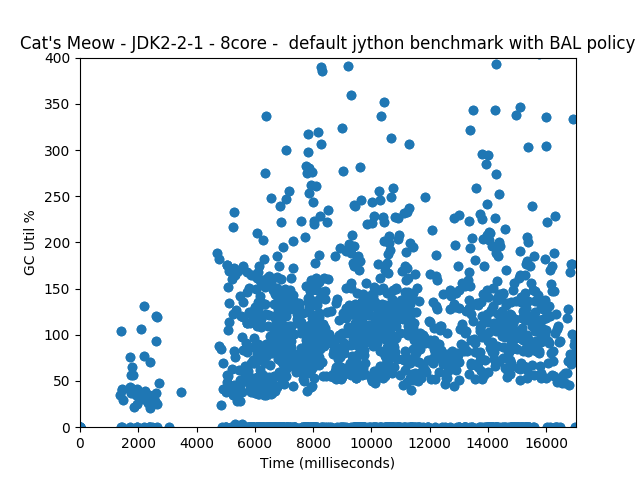 Cat's Meow - JDK2-2-1 - 8core -  default jython benchmark with BAL policy
400
350
300
250
200
150
100
50
0
GC Util %
0 2000 4000 6000 8000 10000 12000 14000 16000
Time (milliseconds)